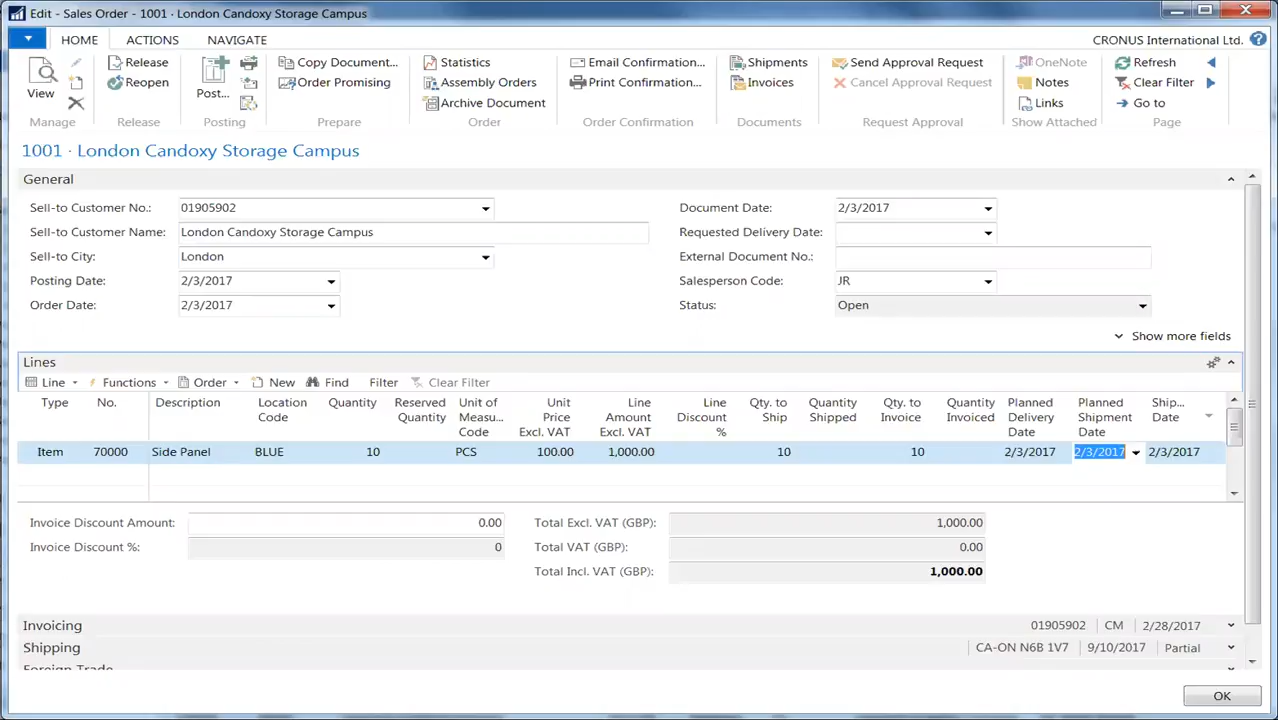 Edit - Sales Order - 1001 · London Candoxy Storage Campus
HOME ACTIONS NAVIGATE CRONUS International Ltd.
View
Manage
Release
Reopen
Release
Post...
Posting
Copy Document...
Order Promising
Prepare
Statistics
Assembly Orders
Archive Document
Order
Email Confirmation...
Print Confirmation...
Order Confirmation
Shipments
Invoices
Documents
Send Approval Request
Cancel Approval Request
Request Approval
OneNote
Notes
Links
Show Attached
Refresh
Clear Filter
Go to
Page
1001 · London Candoxy Storage Campus
General
Sell-to Customer No.: 01905902
Sell-to Customer Name: London Candoxy Storage Campus
Sell-to City: London
Posting Date: 2/3/2017
Order Date: 2/3/2017
Document Date: 2/3/2017
Requested Delivery Date:
External Document No.:
Salesperson Code: JR
Status: Open
Show more fields
Lines
Line Functions Order New Find Filter Clear Filter
Type No. Description Location Code Quantity Reserved Quantity Unit of Measu... Code Unit Price Excl. VAT Line Amount Excl. VAT Line Discount % Qty. to Ship Quantity Shipped Qty. to Invoice Quantity Invoiced Planned Delivery Date Planned Shipment Date Ship... Date
Item 70000 Side Panel BLUE 10 PCS 100.00 1,000.00 10 10 2/3/2017 2/3/2017 2/3/2017
Invoice Discount Amount: 0.00
Invoice Discount %: 0
Total Excl. VAT (GBP): 1,000.00
Total VAT (GBP): 0.00
Total Incl. VAT (GBP): 1,000.00
Invoicing 01905902 CM 2/28/2017
Shipping CA-ON N6B 1V7 9/10/2017 Partial
Foreign Trade
OK